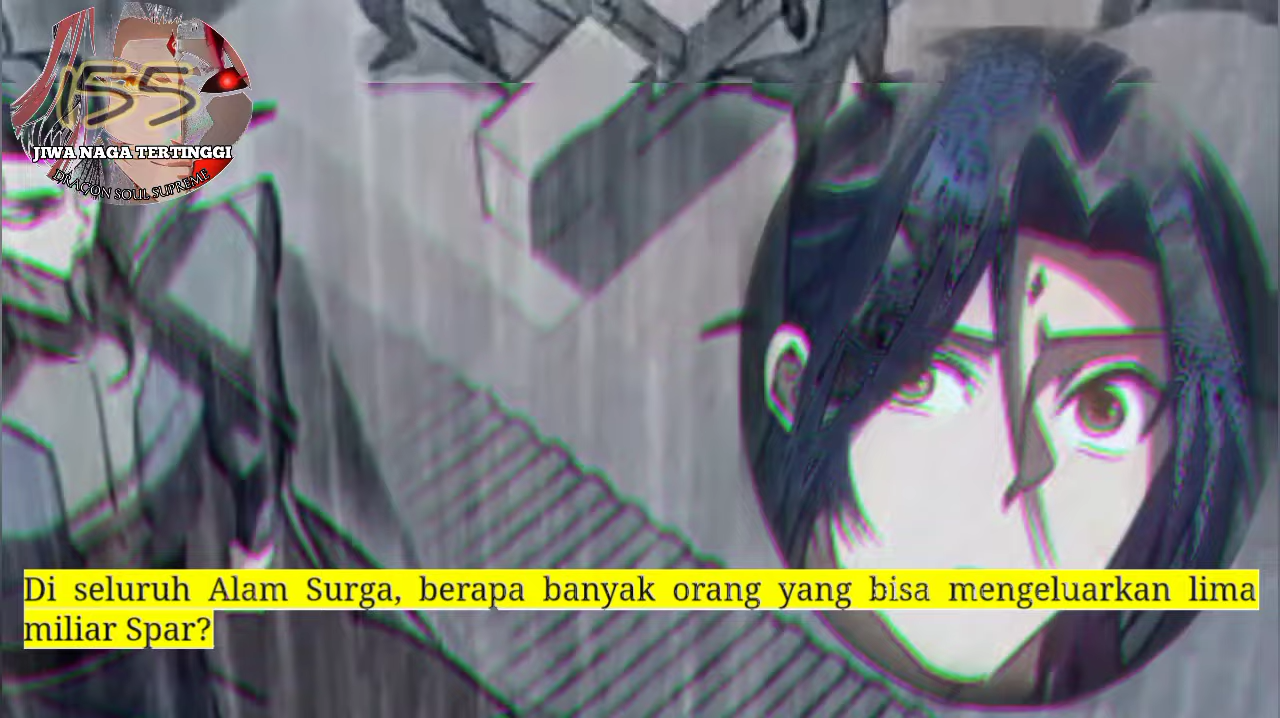 155
JIWA NAGA TERTINGGI
DRAGON SOUL SUPREME
Di seluruh Alam Surga, berapa banyak orang yang bisa mengeluarkan lima
miliar Spar?